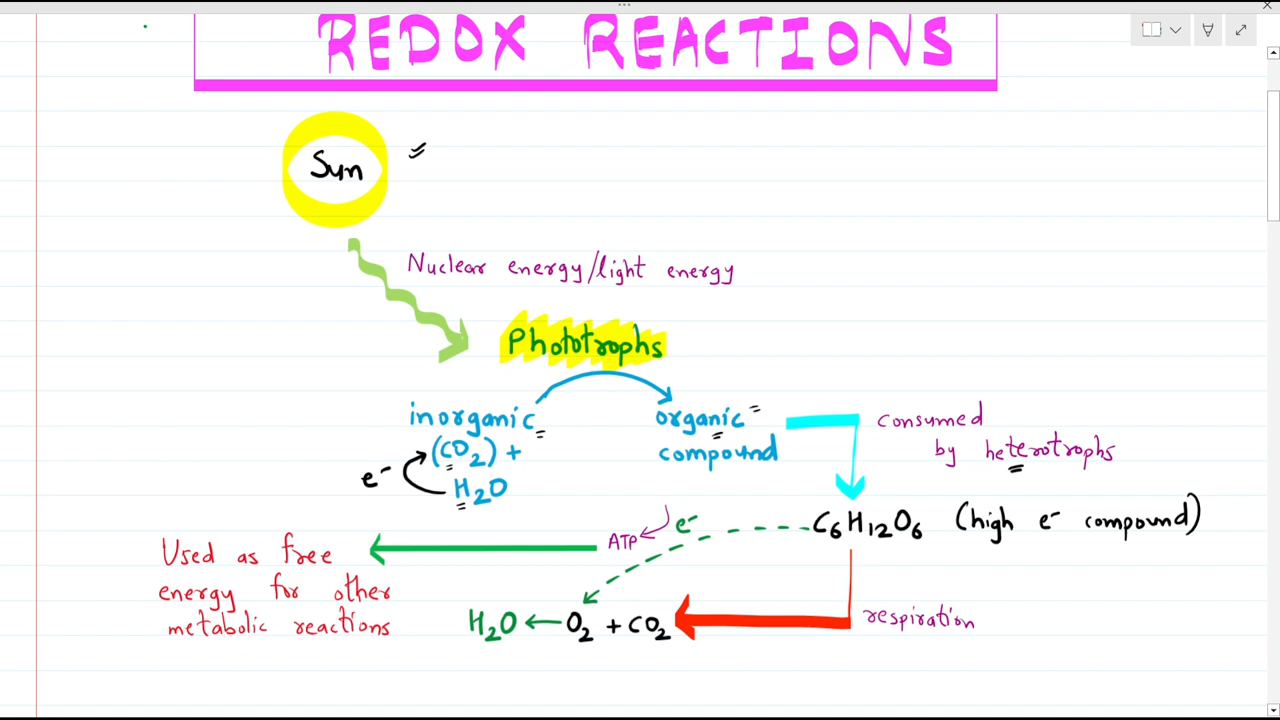 REDOX REACTIONS
Sun
Nuclear energy/light energy
Phototrophs
inorganic
(CO2) +
H2O
e-
organic
compound
consumed
by heterotrophs
C6H12O6 (high e- compound)
e-
ATP
Used as free
energy for other
metabolic reactions
H2O ← O2 + CO2
respiration